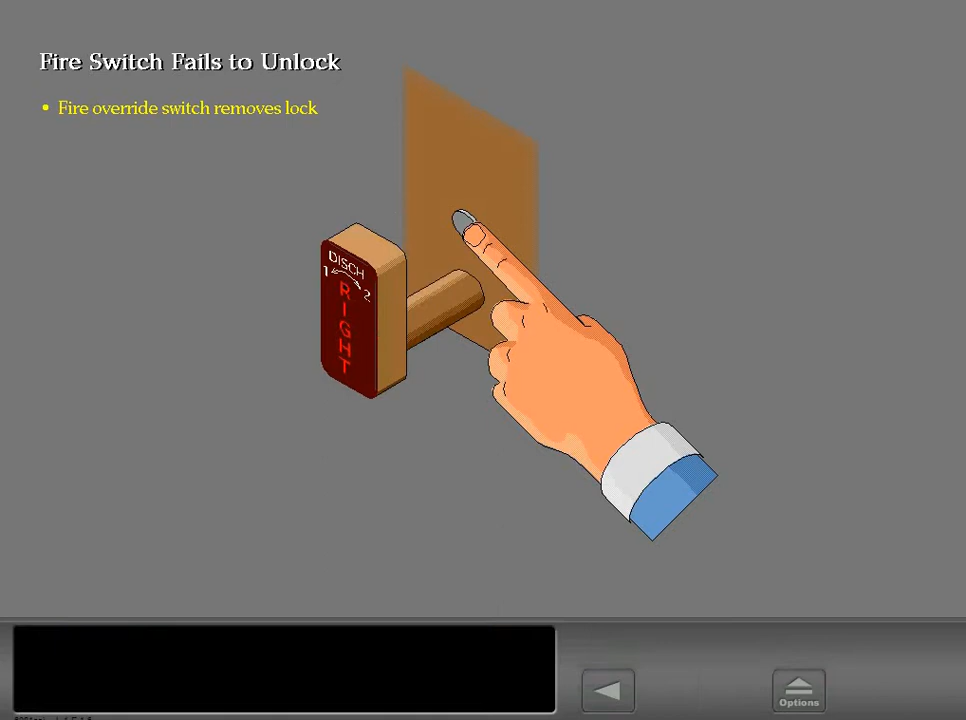 Fire Switch Fails to Unlock
• Fire override switch removes lock
DISCH
1 2
RIGHT
Options